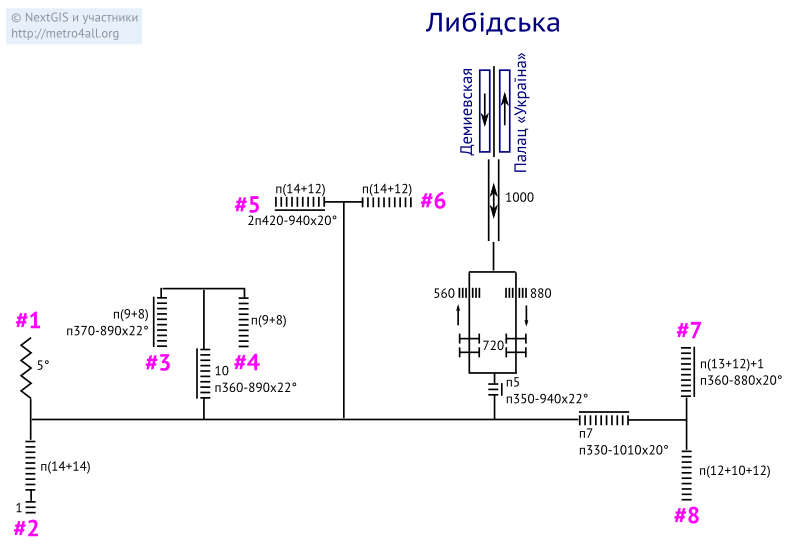 © NextGIS и участники
http://metro4all.org
Либідська
Демиевская
Палац «Україна»
1000
#5
п(14+12)
п(14+12)
#6
2п420-940x20°
560
880
720
#1
5°
п(9+8)
п370-890x22°
#3
п(9+8)
#4
10
п360-890x22°
п5
п350-940x22°
#7
п(13+12)+1
п360-880x20°
п7
п330-1010x20°
п(14+14)
1
#2
п(12+10+12)
#8